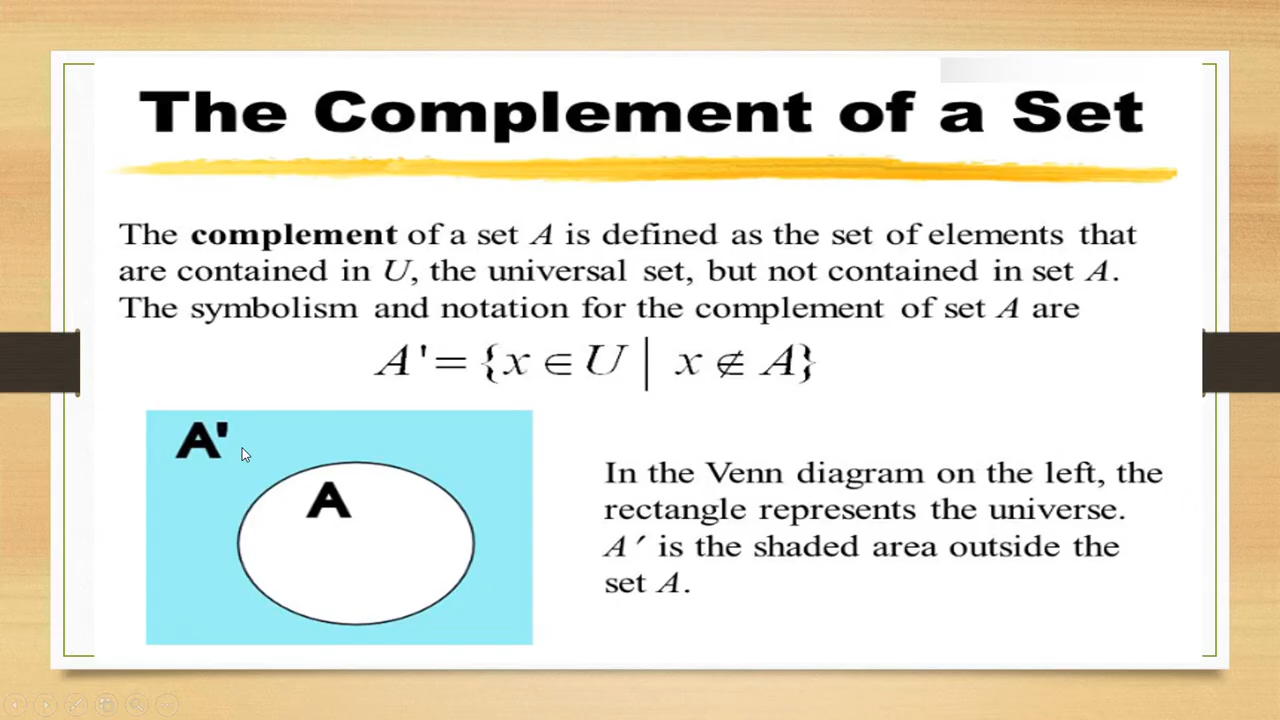 The Complement of a Set
The complement of a set A is defined as the set of elements that
are contained in U, the universal set, but not contained in set A.
The symbolism and notation for the complement of set A are
A'= {x ∈ U | x ∉ A}
A'
A
In the Venn diagram on the left, the
rectangle represents the universe.
A′ is the shaded area outside the
set A.